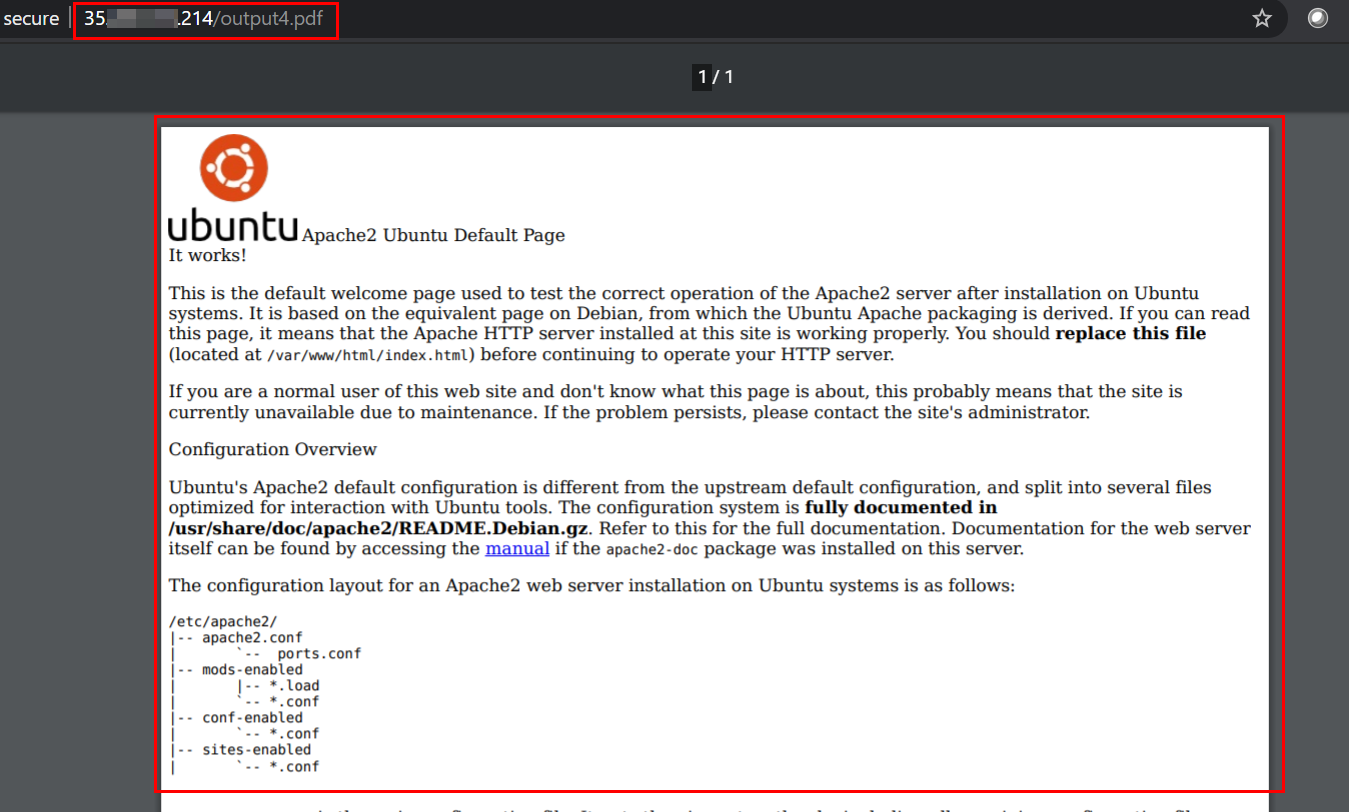 secure | 35. .214/output4.pdf
1 / 1
ubuntu Apache2 Ubuntu Default Page
It works!
This is the default welcome page used to test the correct operation of the Apache2 server after installation on Ubuntu
systems. It is based on the equivalent page on Debian, from which the Ubuntu Apache packaging is derived. If you can read
this page, it means that the Apache HTTP server installed at this site is working properly. You should replace this file
(located at /var/www/html/index.html) before continuing to operate your HTTP server.
If you are a normal user of this web site and don't know what this page is about, this probably means that the site is
currently unavailable due to maintenance. If the problem persists, please contact the site's administrator.
Configuration Overview
Ubuntu's Apache2 default configuration is different from the upstream default configuration, and split into several files
optimized for interaction with Ubuntu tools. The configuration system is fully documented in
/usr/share/doc/apache2/README.Debian.gz. Refer to this for the full documentation. Documentation for the web server
itself can be found by accessing the manual if the apache2-doc package was installed on this server.
The configuration layout for an Apache2 web server installation on Ubuntu systems is as follows:
/etc/apache2/
|-- apache2.conf
|       `--  ports.conf
|-- mods-enabled
|       |-- *.load
|       `-- *.conf
|-- conf-enabled
|       `-- *.conf
|-- sites-enabled
|       `-- *.conf